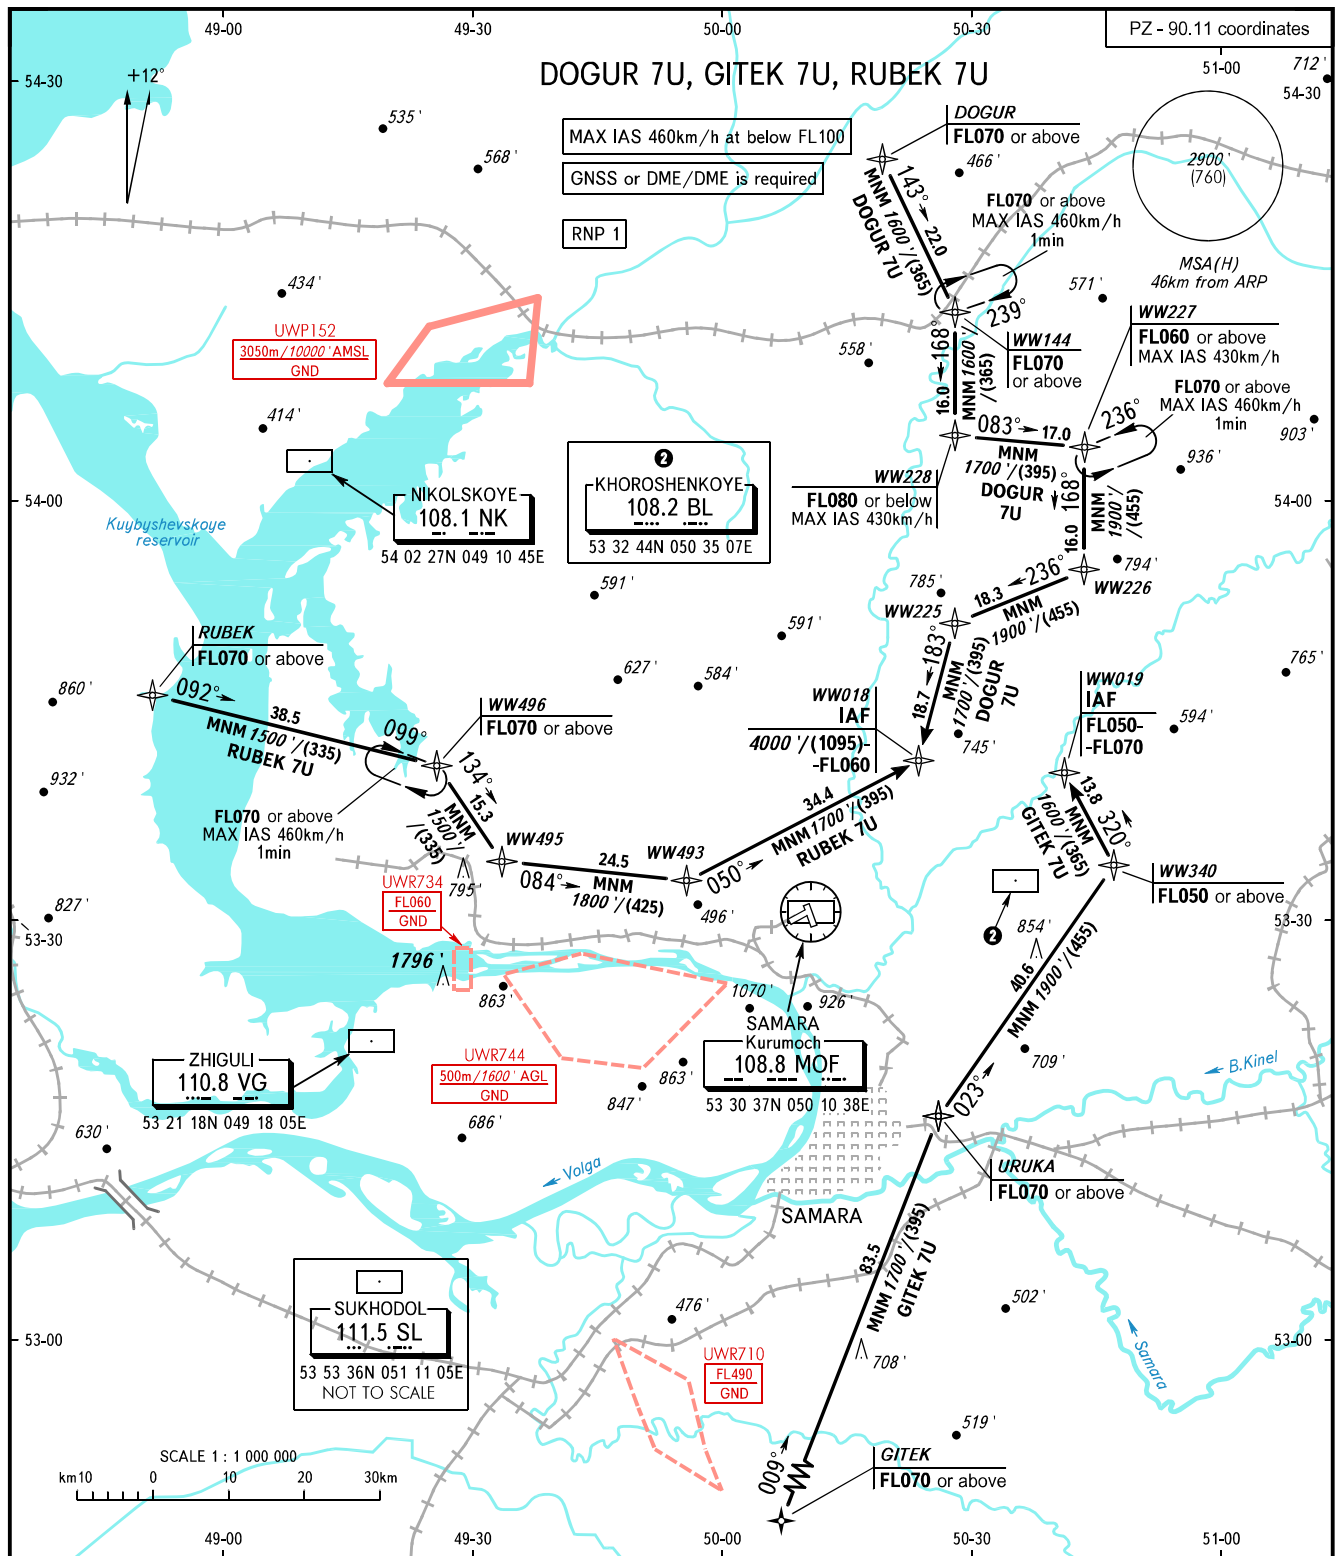 49-00
49-30
50-00
50-30
PZ - 90.11 coordinates
51-00
54-30
54-30
712 '
+12°
DOGUR 7U, GITEK 7U, RUBEK 7U
MAX IAS 460km/h at below FL100
GNSS or DME/DME is required
RNP 1
535 '
568 '
DOGUR
FL070 or above
466 '
2900 '
(760)
MSA(H)
46km from ARP
143°
22.0
MNM 1600 '/(365)
DOGUR 7U
FL070 or above
MAX IAS 460km/h
1min
239°
434 '
571 '
UWP152
3050m/10000 ' AMSL
GND
558 '
168°
16.0
MNM 1600 '
/(365)
WW144
FL070
or above
WW227
FL060 or above
MAX IAS 430km/h
FL070 or above
MAX IAS 460km/h
1min
236°
414 '
903 '
936 '
083°
17.0
MNM
1700 '/(395)
DOGUR
7U
WW228
FL080 or below
MAX IAS 430km/h
168°
16.0
MNM
1900 '
/(455)
54-00
54-00
NIKOLSKOYE
108.1 NK
54 02 27N 049 10 45E
2
KHOROSHENKOYE
108.2 BL
53 32 44N 050 35 07E
Kuybyshevskoye
reservoir
794 '
WW226
785 '
236°
18.3
MNM
1900 '/(455)
WW225
591 '
591 '
627 '
584 '
765 '
860 '
RUBEK
FL070 or above
092°
38.5
MNM 1500 '/(335)
RUBEK 7U
099°
WW496
FL070 or above
183°
18.7
MNM
1700 '/(395)
DOGUR
7U
745 '
WW018
IAF
4000 '/(1095)-
-FL060
WW019
IAF
FL050-
-FL070
594 '
932 '
FL070 or above
MAX IAS 460km/h
1min
134°
15.3
MNM
1500 '
/(335)
795 '
WW495
24.5
084°
MNM
1800 '/(425)
WW493
050°
34.4
MNM 1700 '/(395)
RUBEK 7U
13.8
320°
MNM
1600 '/(365)
GITEK 7U
WW340
FL050 or above
827 '
53-30
53-30
UWR734
FL060
GND
496 '
2
854 '
1796 '
863 '
1070 '
926 '
40.6
MNM 1900 '/(455)
SAMARA
Kurumoch
108.8 MOF
53 30 37N 050 10 38E
ZHIGULI
110.8 VG
53 21 18N 049 18 05E
UWR744
500m/1600 ' AGL
GND
863 '
847 '
709 '
B.Kinel
023°
686 '
630 '
Volga
URUKA
FL070 or above
SAMARA
83.5
MNM 1700 '/(395)
GITEK 7U
SUKHODOL
111.5 SL
53 53 36N 051 11 05E
NOT TO SCALE
476 '
502 '
53-00
53-00
UWR710
FL490
GND
708 '
Samara
519 '
009°
GITEK
FL070 or above
SCALE 1 : 1 000 000
km10
0
10
20
30km
49-00
49-30
50-00
50-30
51-00